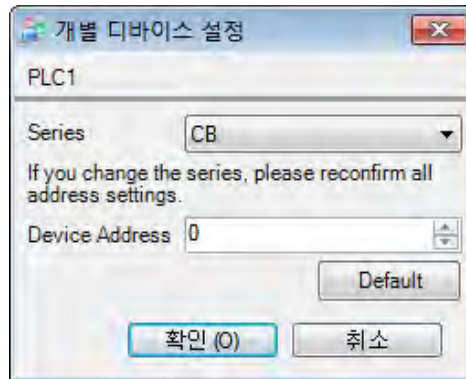 개별 디바이스 설정
PLC1
Series CB
If you change the series, please reconfirm all
address settings.
Device Address 0
Default
확인 (O) 취소